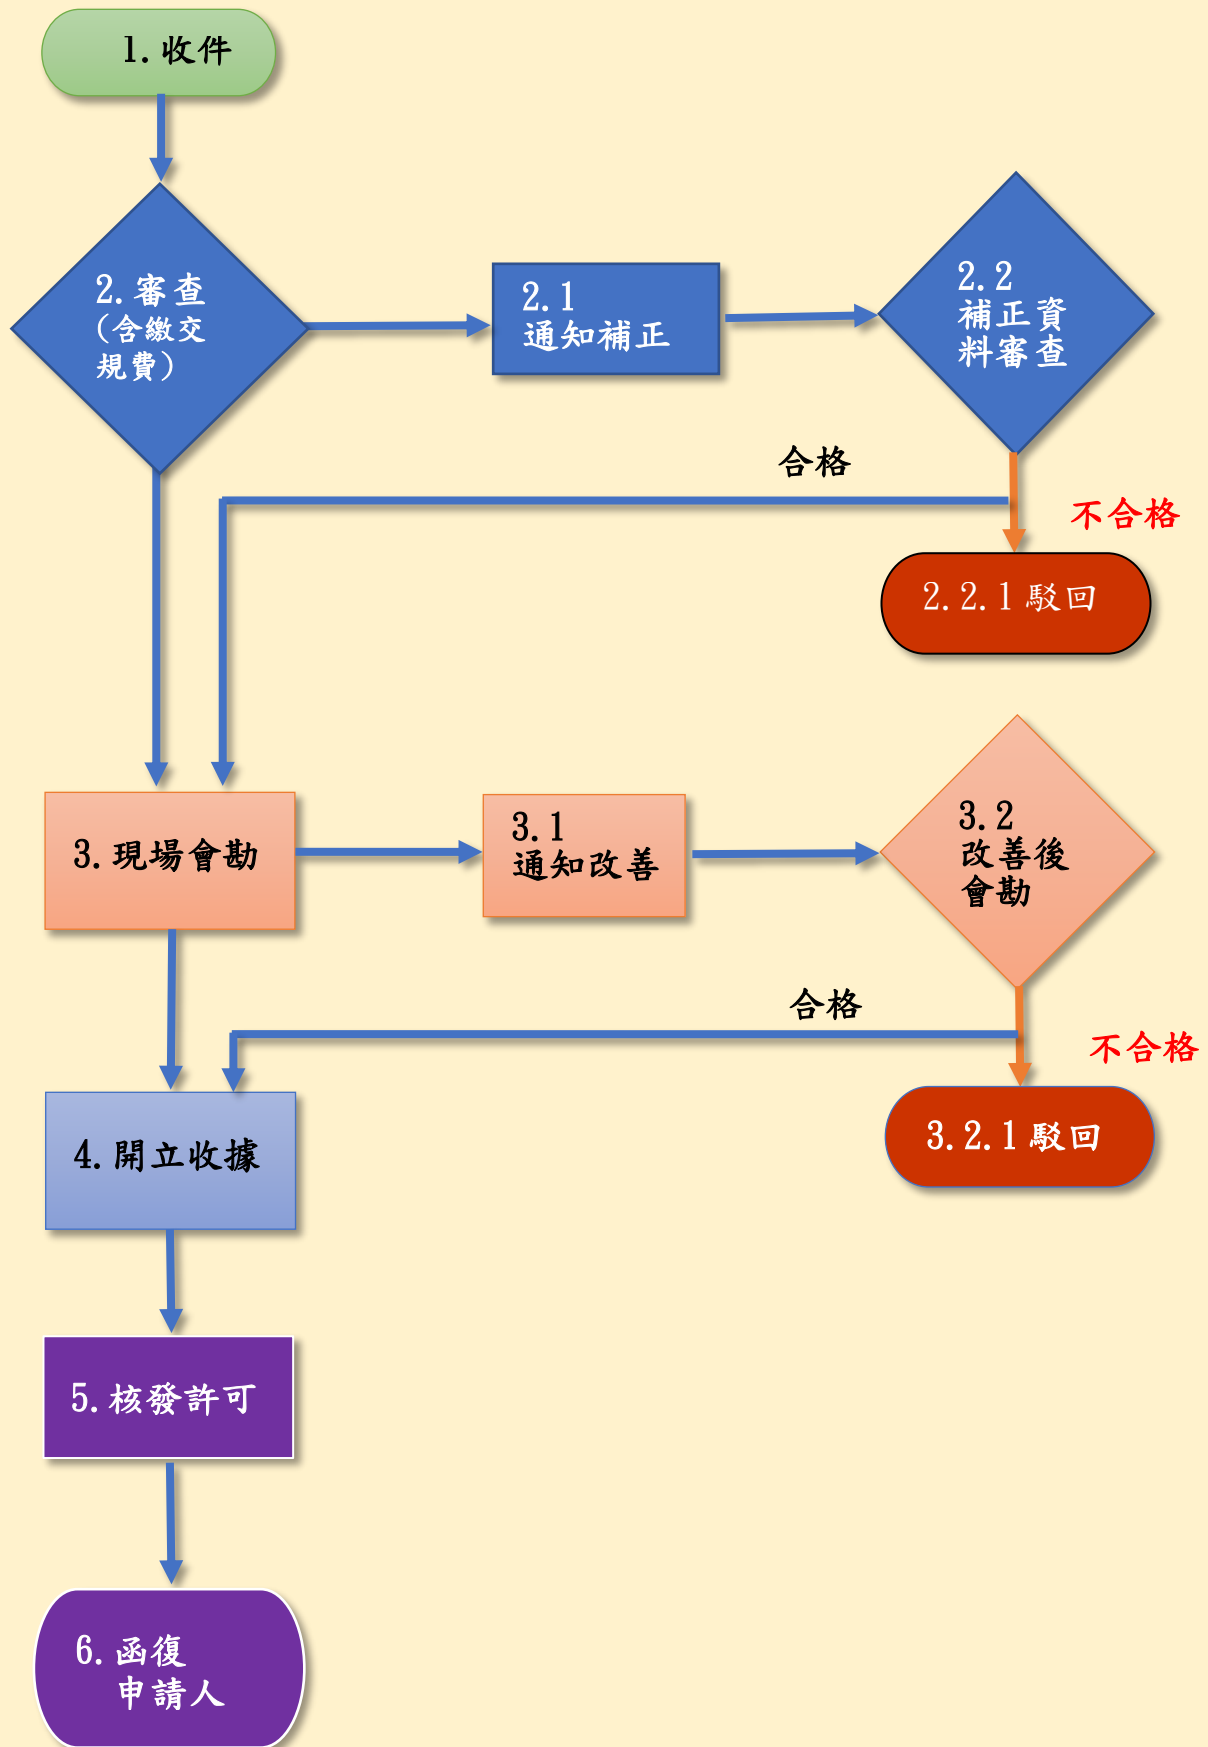 1.收件
2.審查
(含繳交
規費)
2.1
通知補正
2.2
補正資
料審查
合格
不合格
2.2.1駁回
3.現場會勘
3.1
通知改善
3.2
改善後
會勘
合格
不合格
3.2.1駁回
4.開立收據
5.核發許可
6.函復
申請人